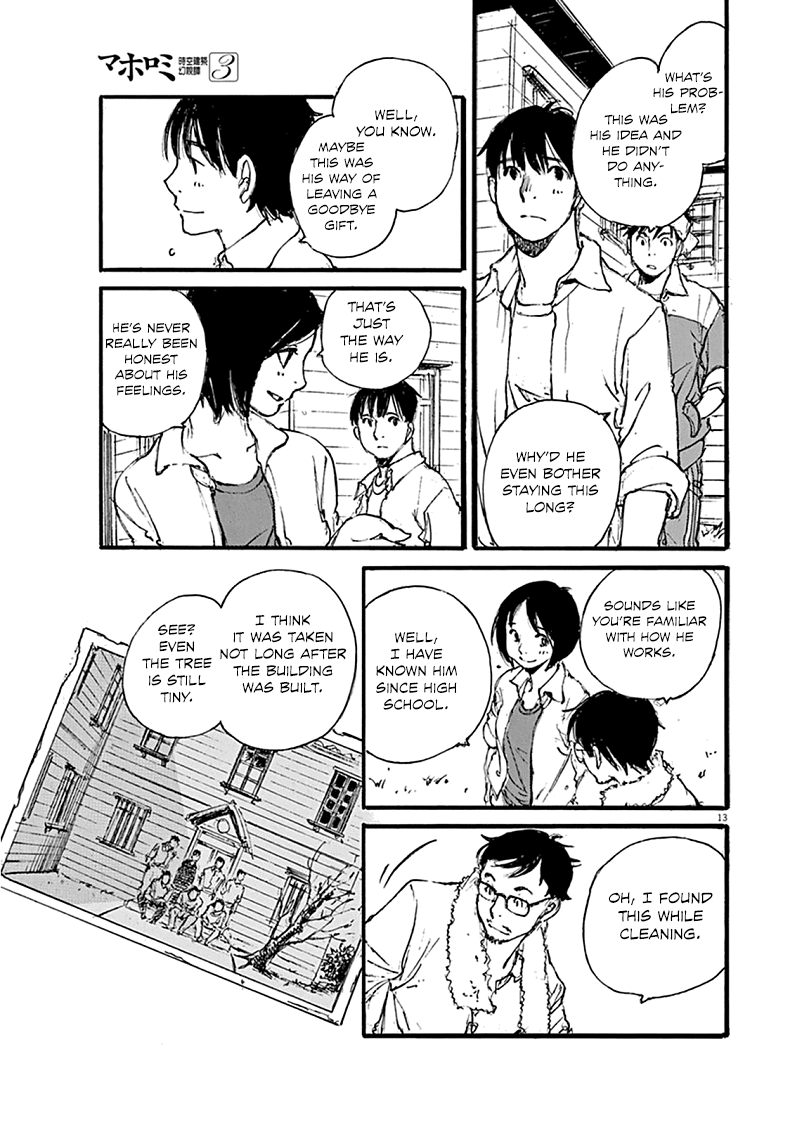 マホロミ
時空建築
幻視譚
3
WHAT'S
HIS PROB-
LEM?
THIS WAS
HIS IDEA AND
HE DIDN'T
DO ANY-
THING.
WHY'D HE
EVEN BOTHER
STAYING THIS
LONG?
WELL,
YOU KNOW.
MAYBE
THIS WAS
HIS WAY OF
LEAVING A
GOODBYE
GIFT.
THAT'S
JUST
THE WAY
HE IS.
HE'S NEVER
REALLY BEEN
HONEST
ABOUT HIS
FEELINGS.
SOUNDS LIKE
YOU'RE FAMILIAR
WITH HOW HE
WORKS.
WELL,
I HAVE
KNOWN HIM
SINCE HIGH
SCHOOL.
13
OH, I FOUND
THIS WHILE
CLEANING.
I THINK
IT WAS TAKEN
NOT LONG AFTER
THE BUILDING
WAS BUILT.
SEE?
EVEN
THE TREE
IS STILL
TINY.